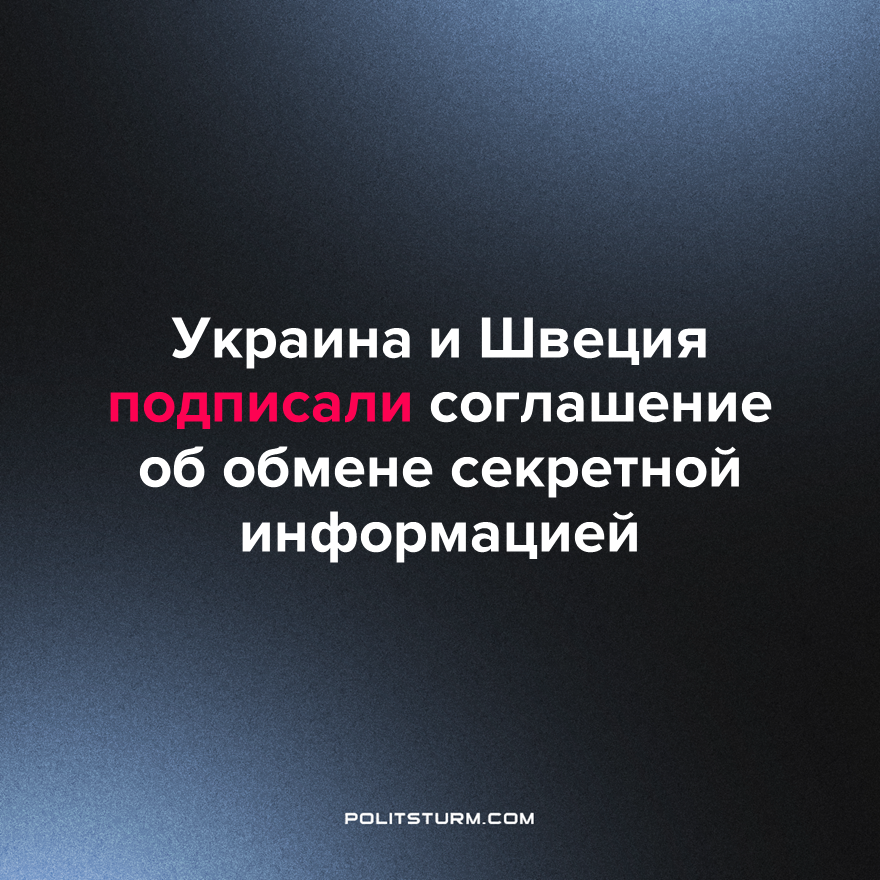 Украина и Швеция
подписали соглашение
об обмене секретной
информацией
POLITSTURM.COM